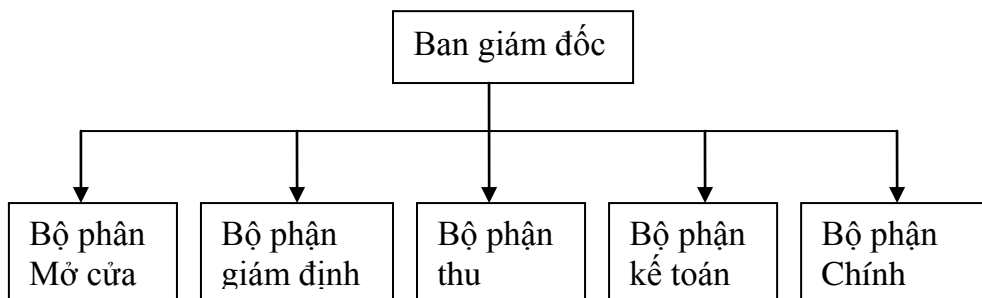 Ban giám đốc
Bộ phân
Mở cửa
Bộ phận
giám định
Bộ phận
thu
Bộ phận
kế toán
Bộ phận
Chính